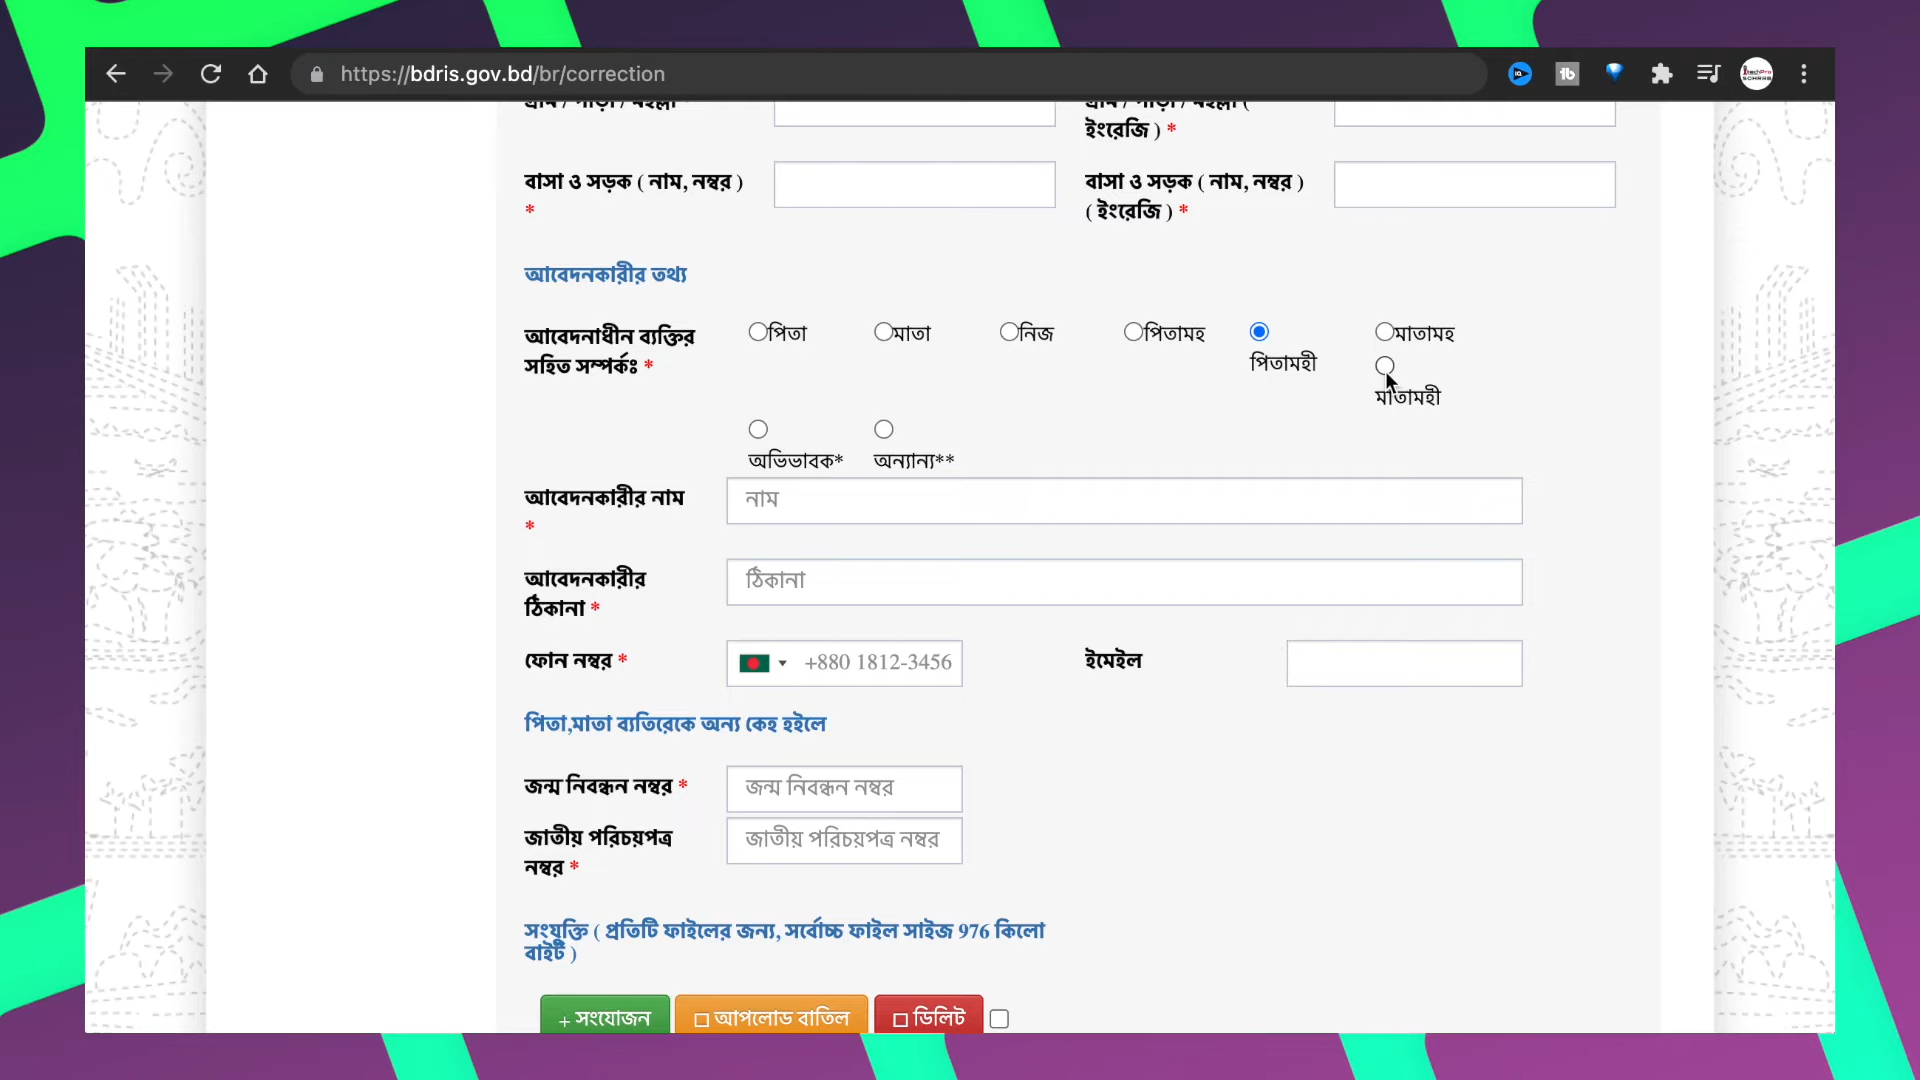 https://bdris.gov.bd/br/correction
গ্রাম / পাড়া / মহল্লা
গ্রাম / পাড়া / মহল্লা (
ইংরেজি ) *
বাসা ও সড়ক ( নাম, নম্বর )
*
বাসা ও সড়ক ( নাম, নম্বর )
( ইংরেজি ) *
আবেদনকারীর তথ্য
আবেদনাধীন ব্যক্তির
সহিত সম্পর্কঃ *
পিতা মাতা নিজ পিতামহ মাতামহ
পিতামহী
মাতামহী
অভিভাবক* অন্যান্য**
আবেদনকারীর নাম
*
নাম
আবেদনকারীর
ঠিকানা *
ঠিকানা
ফোন নম্বর * +880 1812-3456 ইমেইল
পিতা,মাতা ব্যতিরেকে অন্য কেহ হইলে
জন্ম নিবন্ধন নম্বর * জন্ম নিবন্ধন নম্বর
জাতীয় পরিচয়পত্র
নম্বর *
জাতীয় পরিচয়পত্র নম্বর
সংযুক্তি ( প্রতিটি ফাইলের জন্য, সর্বোচ্চ ফাইল সাইজ 976 কিলো
বাইট )
+ সংযোজন আপলোড বাতিল ডিলিট